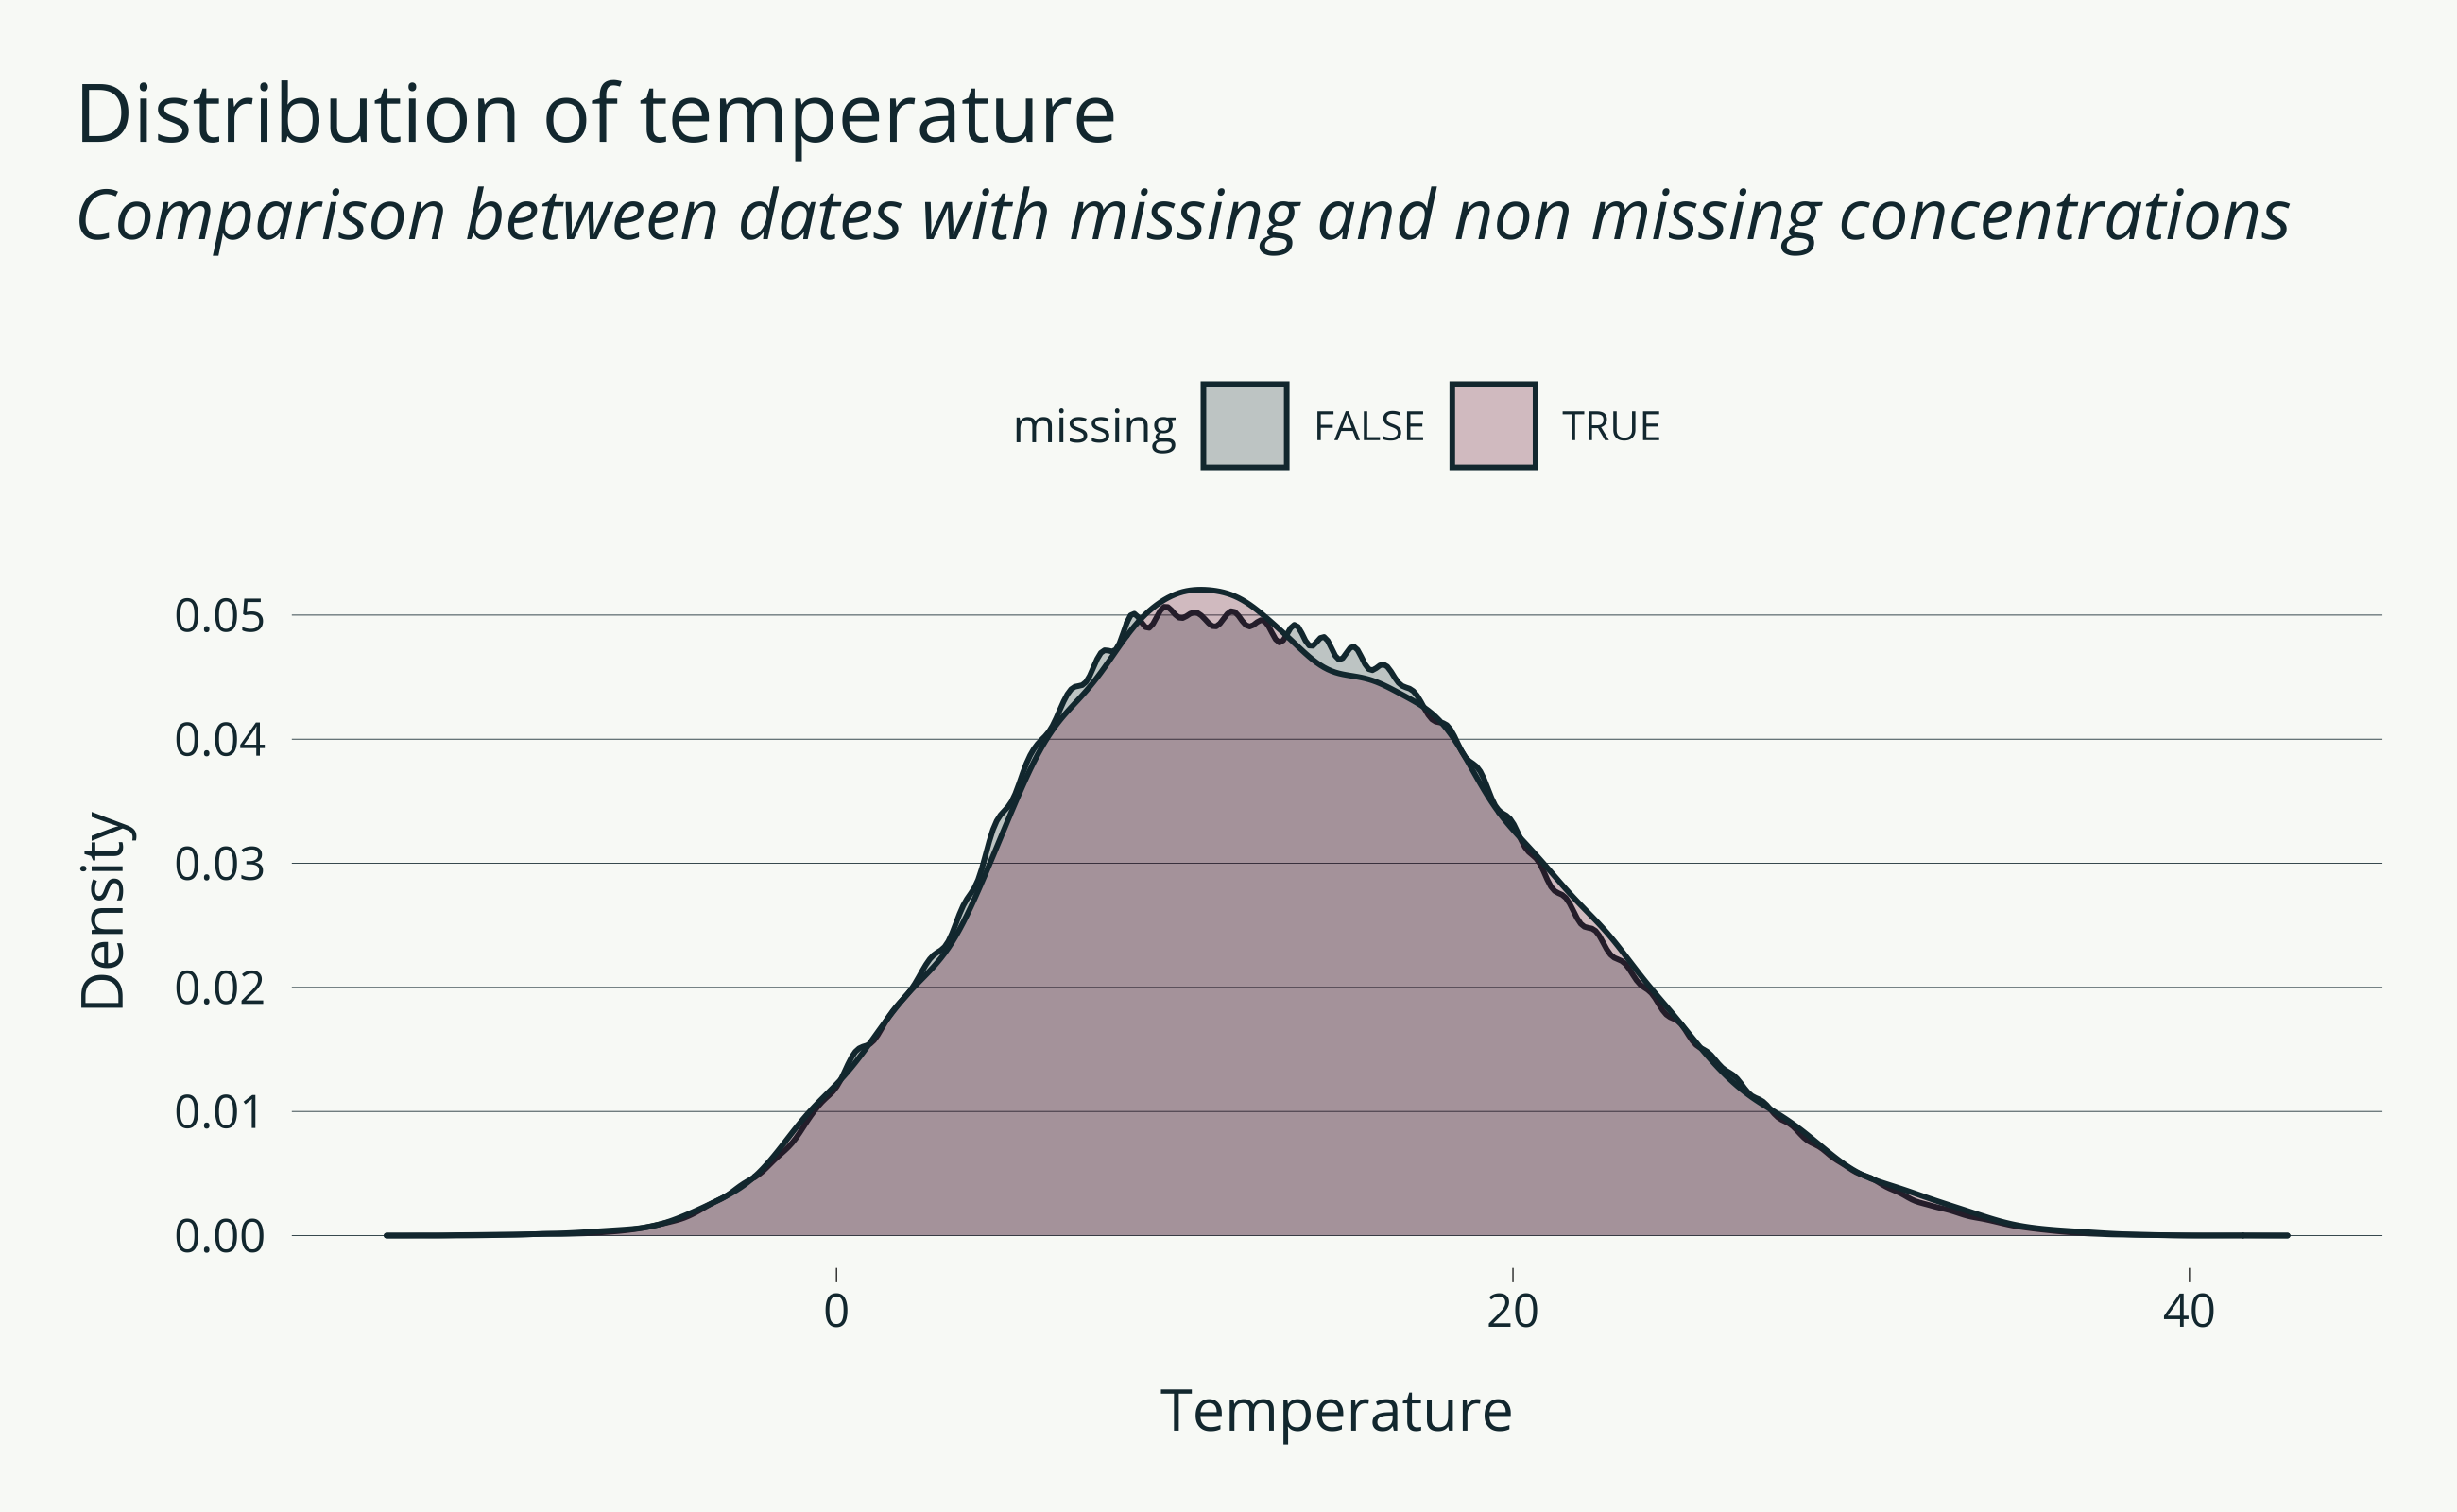 Distribution of temperature
Comparison between dates with missing and non missing concentrations
missing FALSE TRUE
Density
0.05
0.04
0.03
0.02
0.01
0.00
0 20 40
Temperature